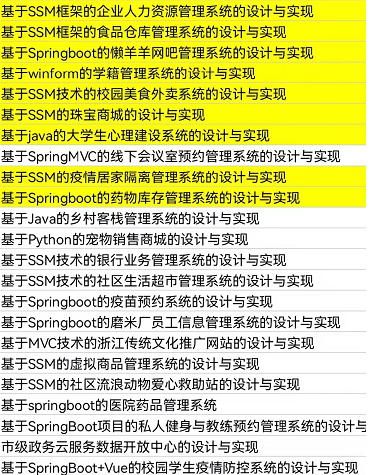 基于SSM框架的企业人力资源管理系统的设计与实现
基于SSM框架的食品仓库管理系统的设计与实现
基于Springboot的懒羊羊网吧管理系统的设计与实现
基于winform的学籍管理系统的设计与实现
基于SSM技术的校园美食外卖系统的设计与实现
基于SSM的珠宝商城的设计与实现
基于java的大学生心理建设系统的设计与实现
基于SpringMVC的线下会议室预约管理系统的设计与实现
基于SSM的疫情居家隔离管理系统的设计与实现
基于Springboot的药物库存管理系统的设计与实现
基于Java的乡村客栈管理系统的设计与实现
基于Python的宠物销售商城的设计与实现
基于SSM技术的银行业务管理系统的设计与实现
基于SSM技术的社区生活超市管理系统的设计与实现
基于Springboot的疫苗预约系统的设计与实现
基于Springboot的磨米厂员工信息管理系统的设计与实现
基于MVC技术的浙江传统文化推广网站的设计与实现
基于SSM的虚拟商品管理系统的设计与实现
基于SSM的社区流浪动物爱心救助站的设计与实现
基于springboot的医院药品管理系统
基于SpringBoot项目的私人健身与教练预约管理系统的设计与
市级政务云服务数据开放中心的设计与实现
基于SpringBoot+Vue的校园学生疫情防控系统的设计与实现